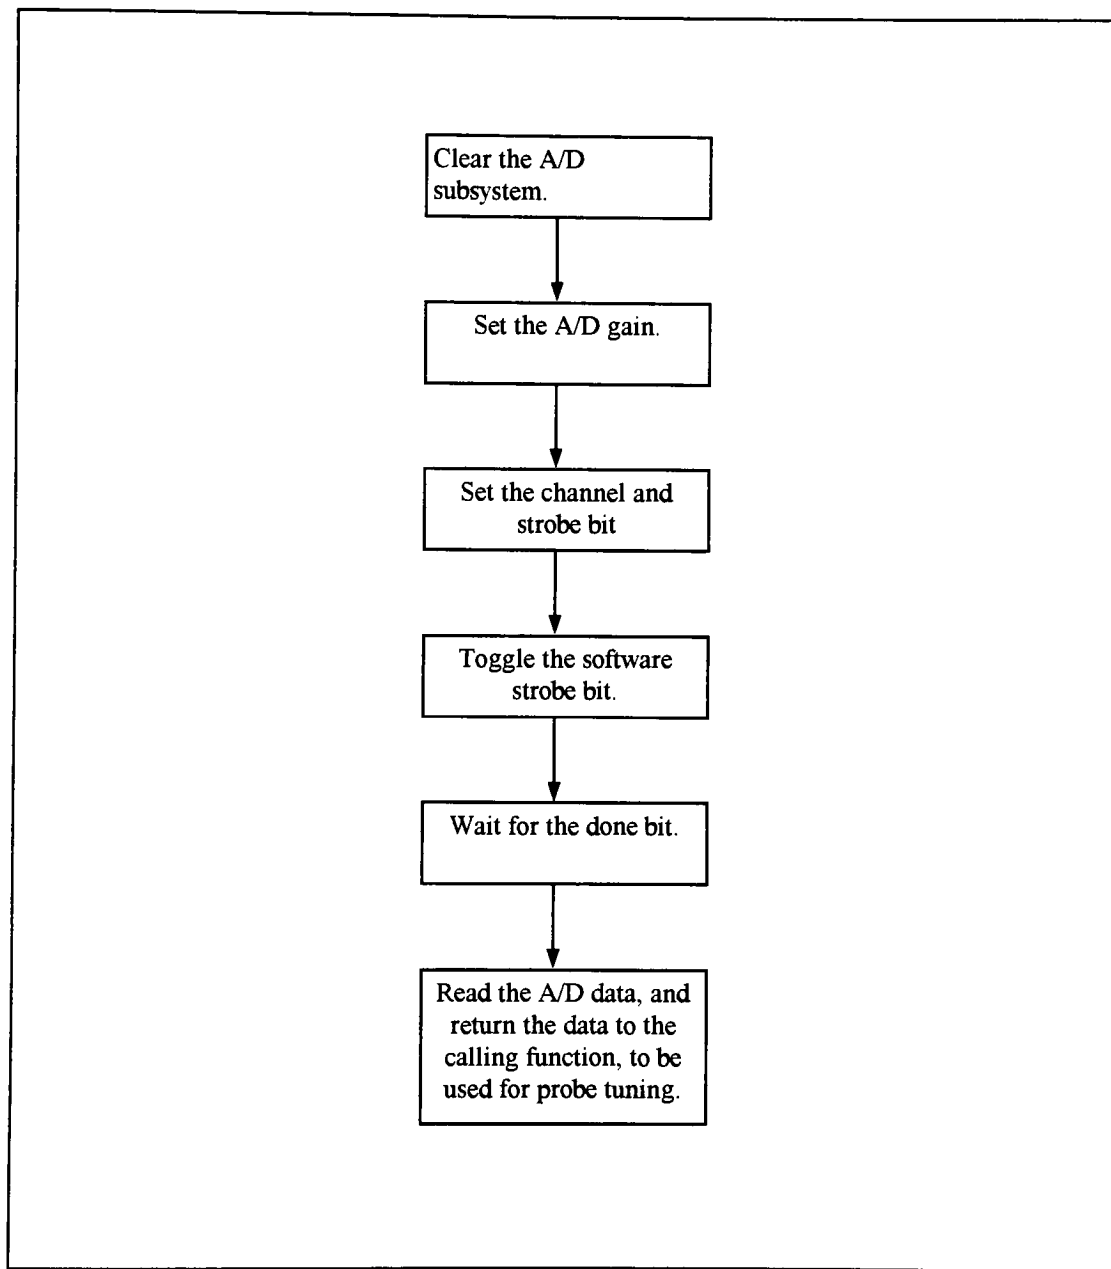 Clear the A/D
subsystem.
Set the A/D gain.
Set the channel and
strobe bit
Toggle the software
strobe bit.
Wait for the done bit.
Read the A/D data, and
return the data to the
calling function, to be
used for probe tuning.